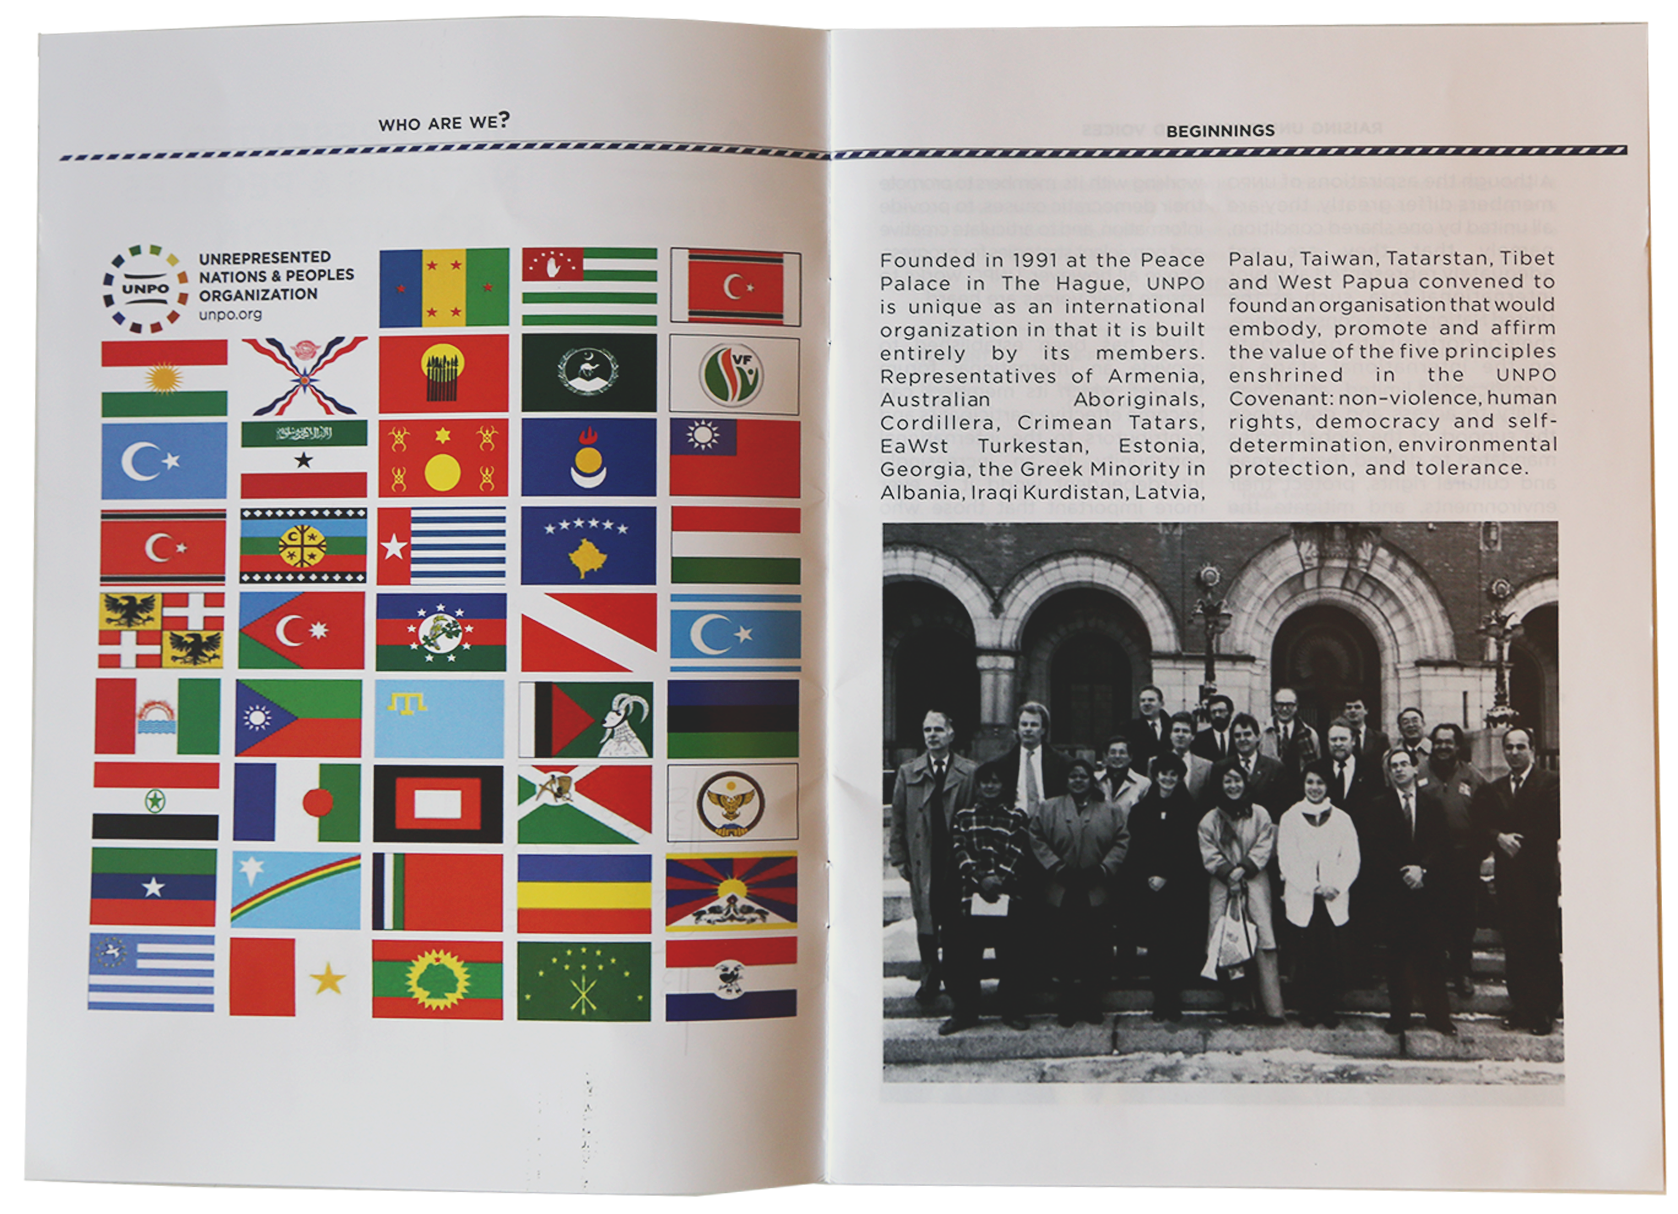 WHO ARE WE?
UNPO
UNREPRESENTED
NATIONS & PEOPLES
ORGANIZATION
unpo.org
VF
BEGINNINGS
Founded in 1991 at the Peace
Palace in The Hague, UNPO
is unique as an international
organization in that it is built
entirely by its members.
Representatives of Armenia,
Australian Aboriginals,
Cordillera, Crimean Tatars,
EaWst Turkestan, Estonia,
Georgia, the Greek Minority in
Albania, Iraqi Kurdistan, Latvia,
Palau, Taiwan, Tatarstan, Tibet
and West Papua convened to
found an organisation that would
embody, promote and affirm
the value of the five principles
enshrined in the UNPO
Covenant: non-violence, human
rights, democracy and self-
determination, environmental
protection, and tolerance.